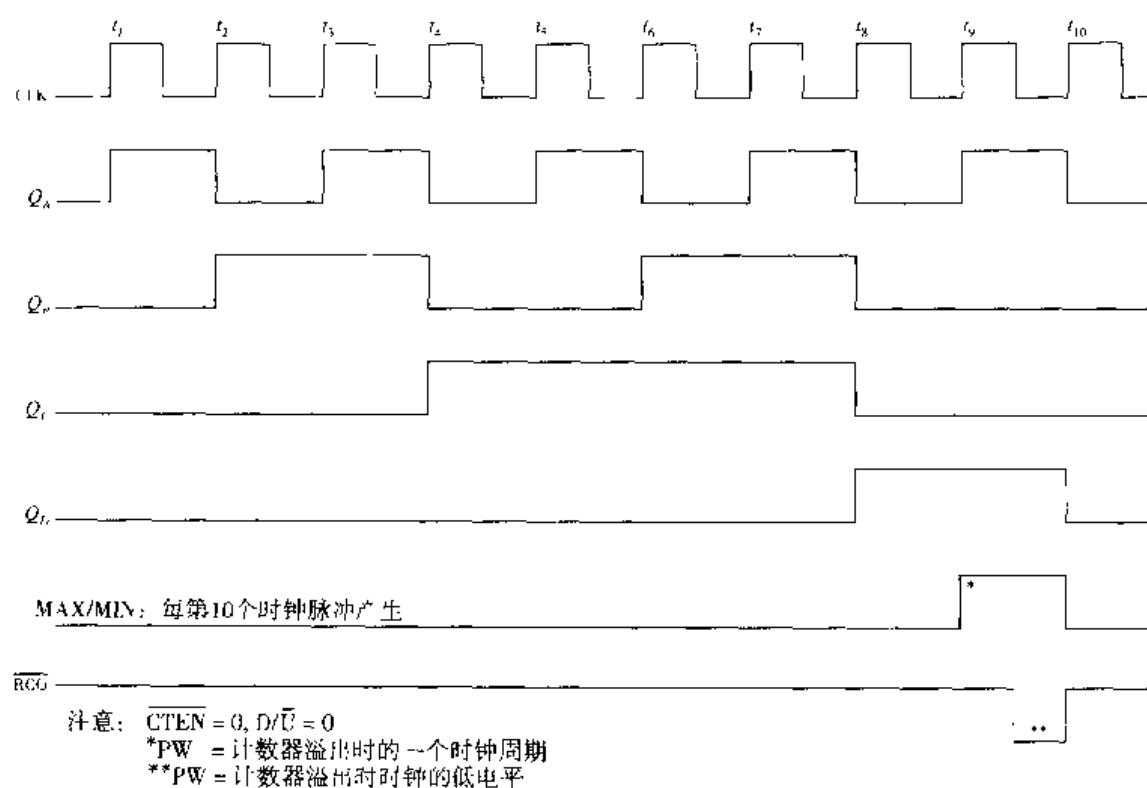 t1 t2 t3 t4 t5 t6 t7 t8 t9 t10
CLK
QA
QB
QC
QD
MAX/MIN：每第10个时钟脉冲产生
*
RCO
**
注意：CTEN = 0, D/U = 0
*PW = 计数器溢出时的一个时钟周期
**PW = 计数器溢出时时钟的低电平